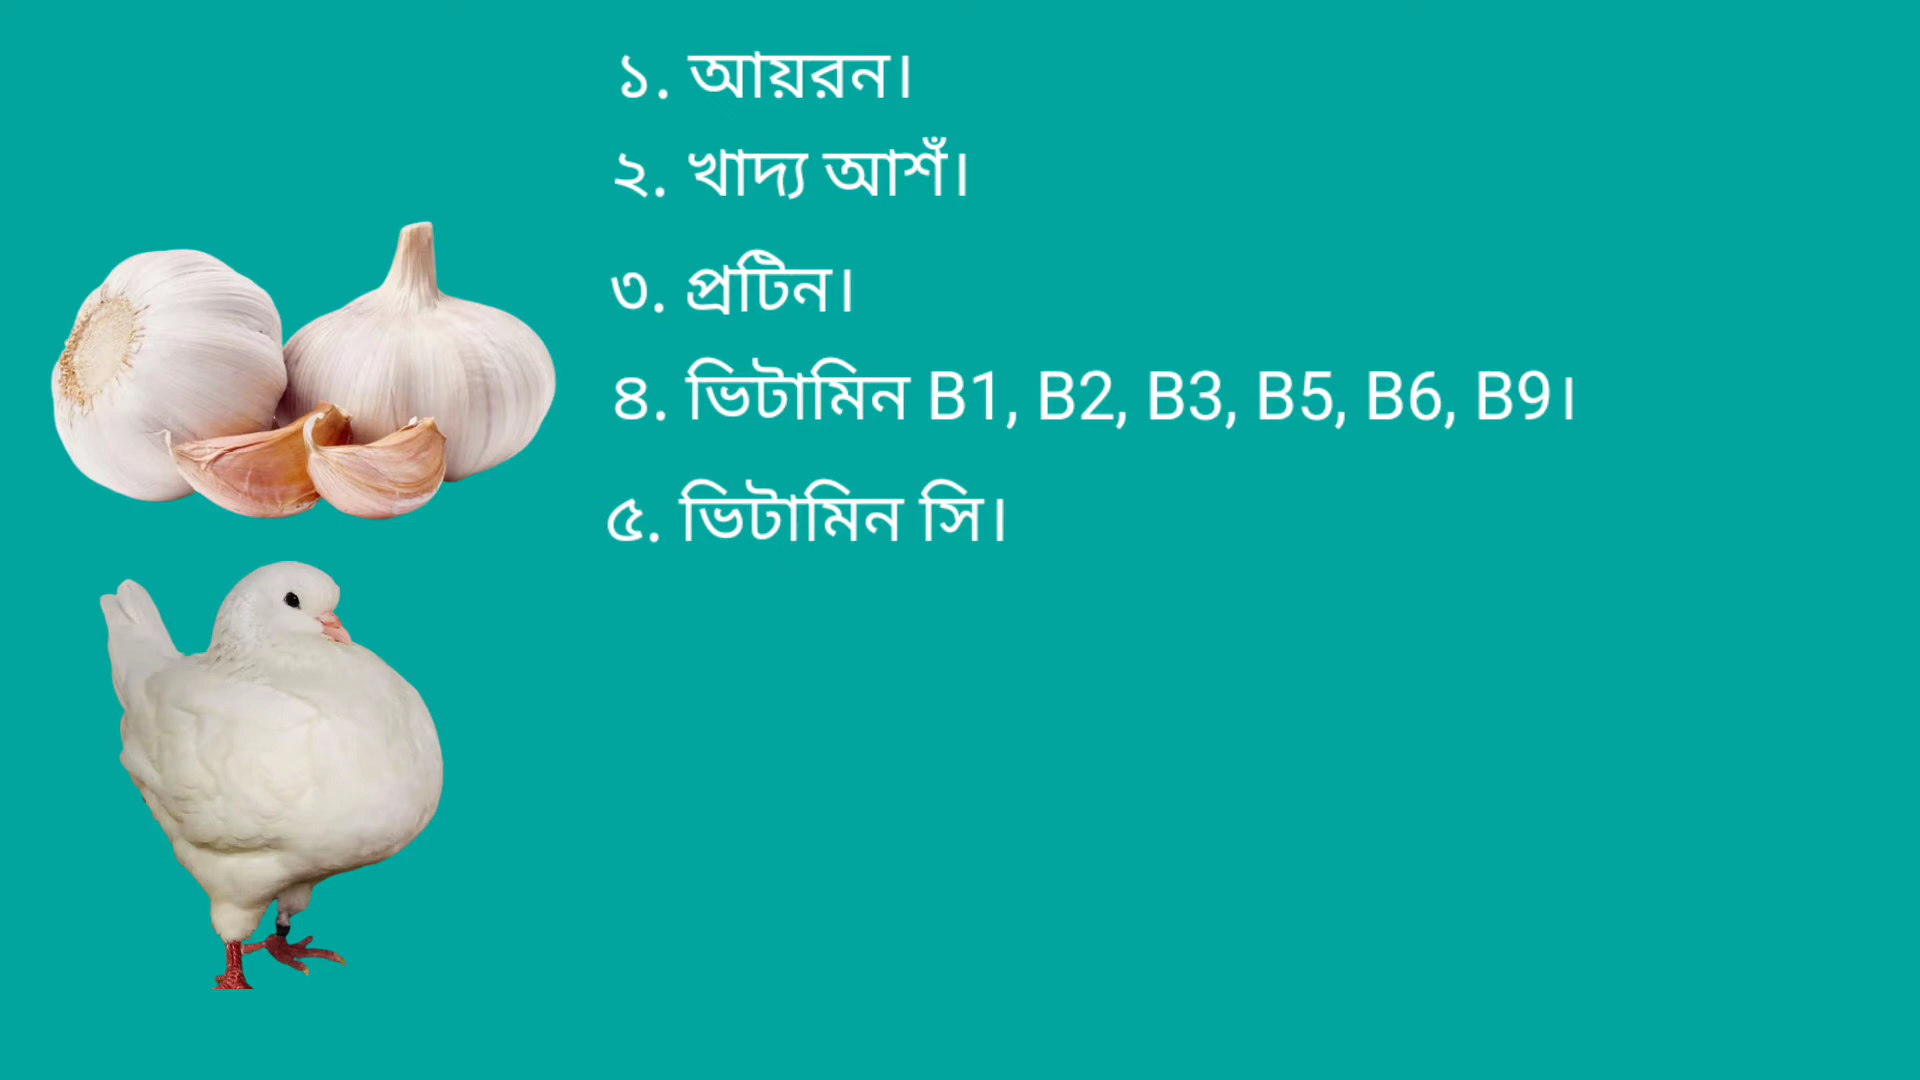 ১. আয়রন।
২. খাদ্য আশঁ।
৩. প্রটিন।
৪. ভিটামিন B1, B2, B3, B5, B6, B9।
৫. ভিটামিন সি।